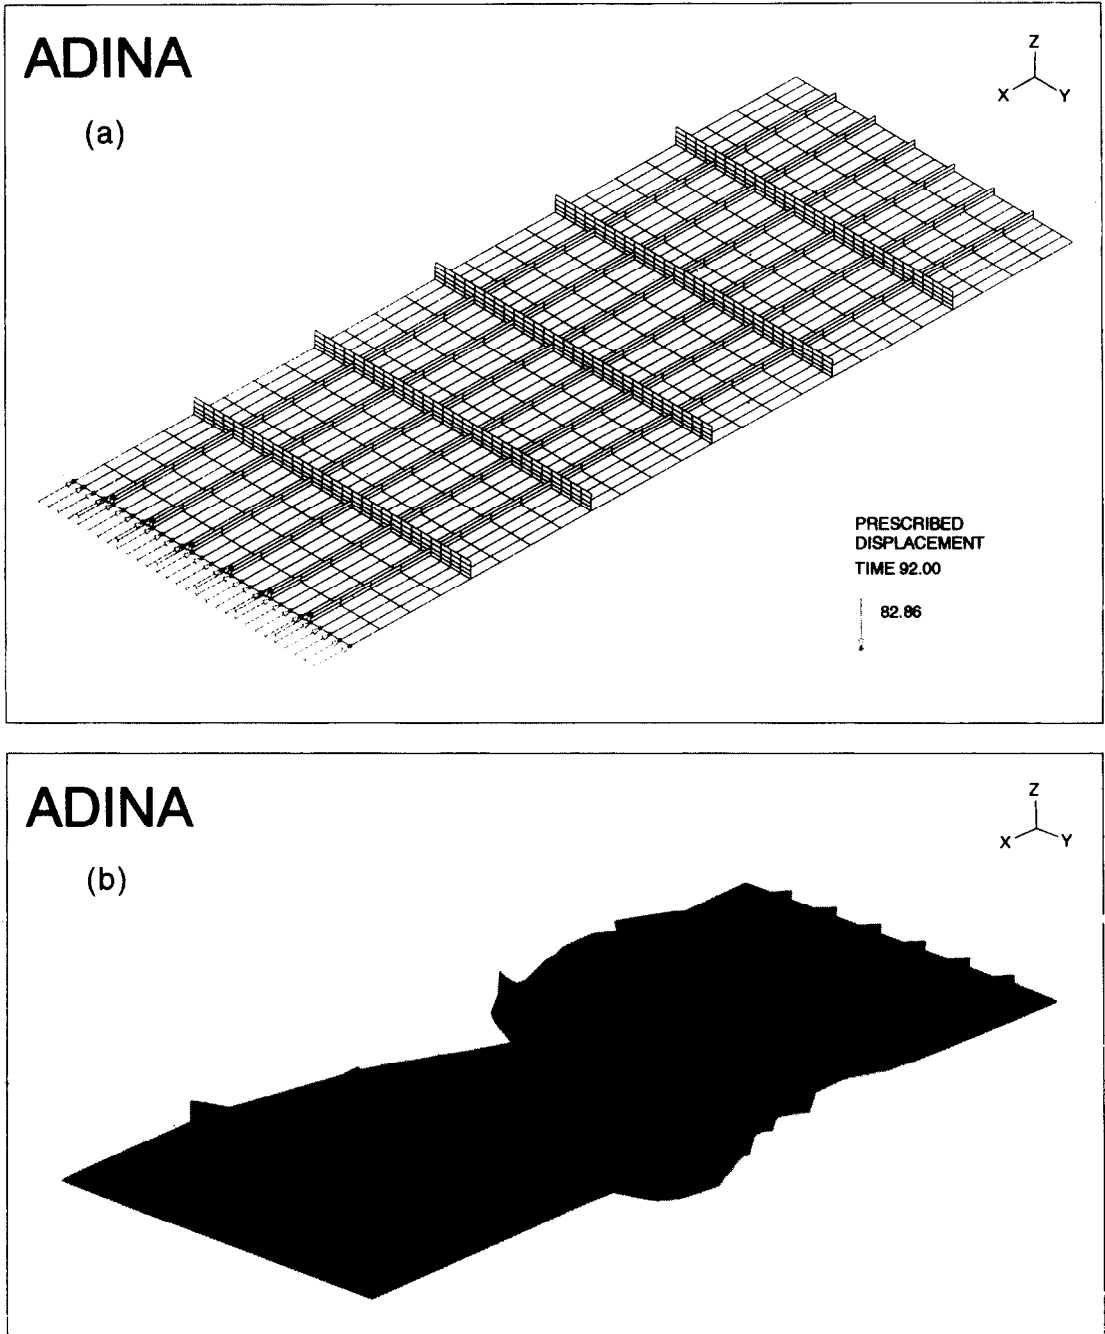 ADINA
(a)
Z
X Y
PRESCRIBED
DISPLACEMENT
TIME 92.00
82.86
ADINA
(b)
Z
X Y